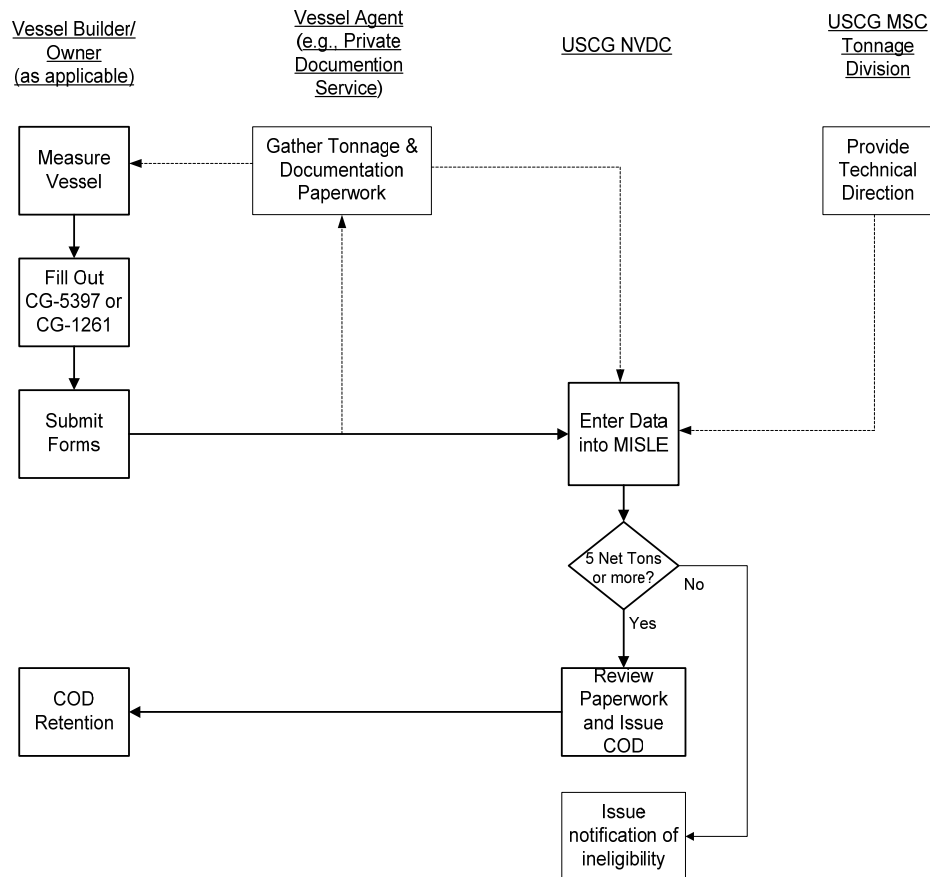 Vessel Builder/
Owner
(as applicable)
Vessel Agent
(e.g., Private
Documention
Service)
USCG NVDC
USCG MSC
Tonnage
Division
Measure
Vessel
Gather Tonnage &
Documentation
Paperwork
Provide
Technical
Direction
Fill Out
CG-5397 or
CG-1261
Submit
Forms
Enter Data
into MISLE
5 Net Tons
or more?
No
Yes
COD
Retention
Review
Paperwork
and Issue
COD
Issue
notification of
ineligibility